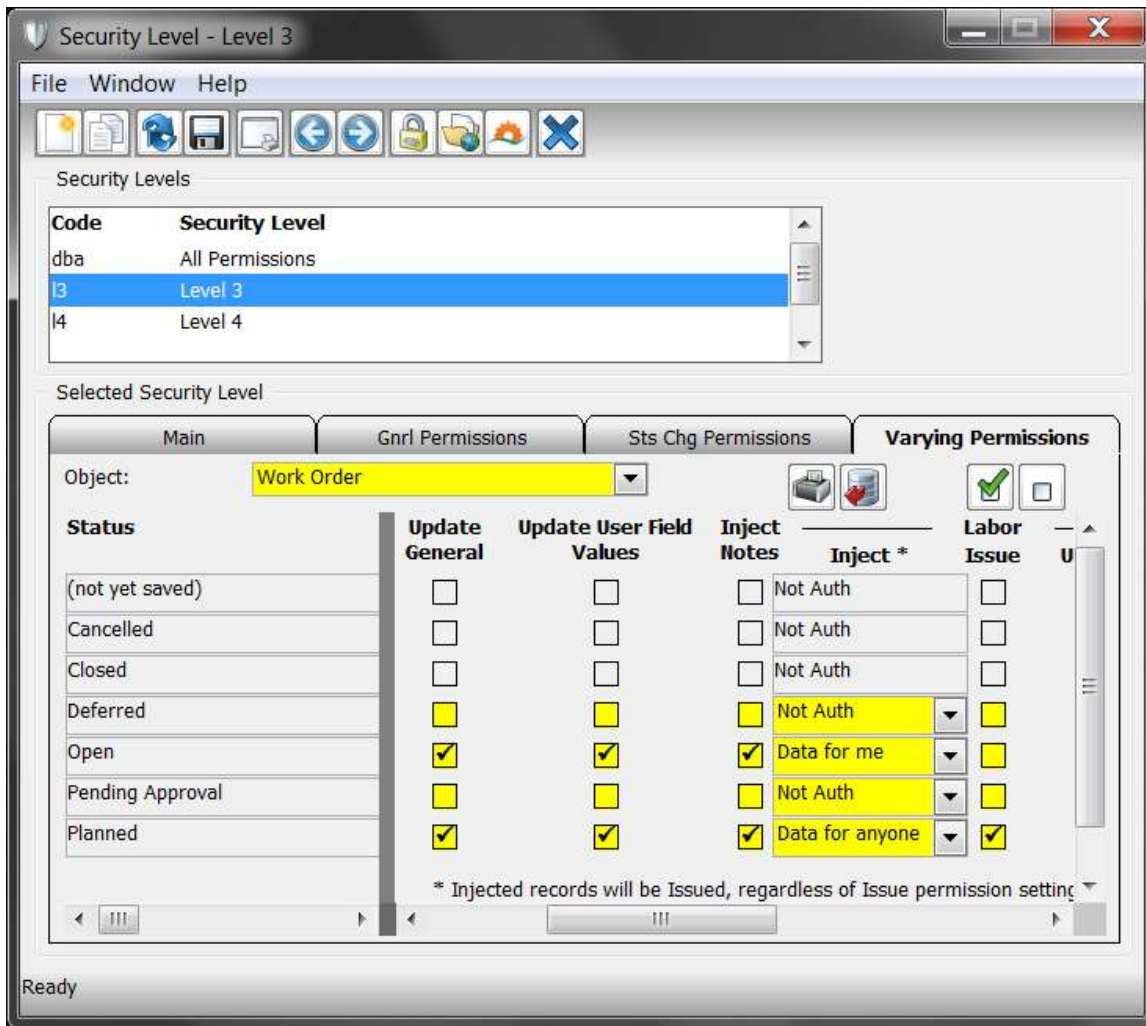 Security Level - Level 3
File Window Help
Security Levels
Code Security Level
dba All Permissions
l3 Level 3
l4 Level 4
Selected Security Level
Main Gnrl Permissions Sts Chg Permissions Varying Permissions
Object: Work Order
Status Update General Update User Field Values Inject Notes Inject * Labor Issue U
(not yet saved) Not Auth
Cancelled Not Auth
Closed Not Auth
Deferred Not Auth
Open Data for me
Pending Approval Not Auth
Planned Data for anyone
* Injected records will be Issued, regardless of Issue permission setting
Ready